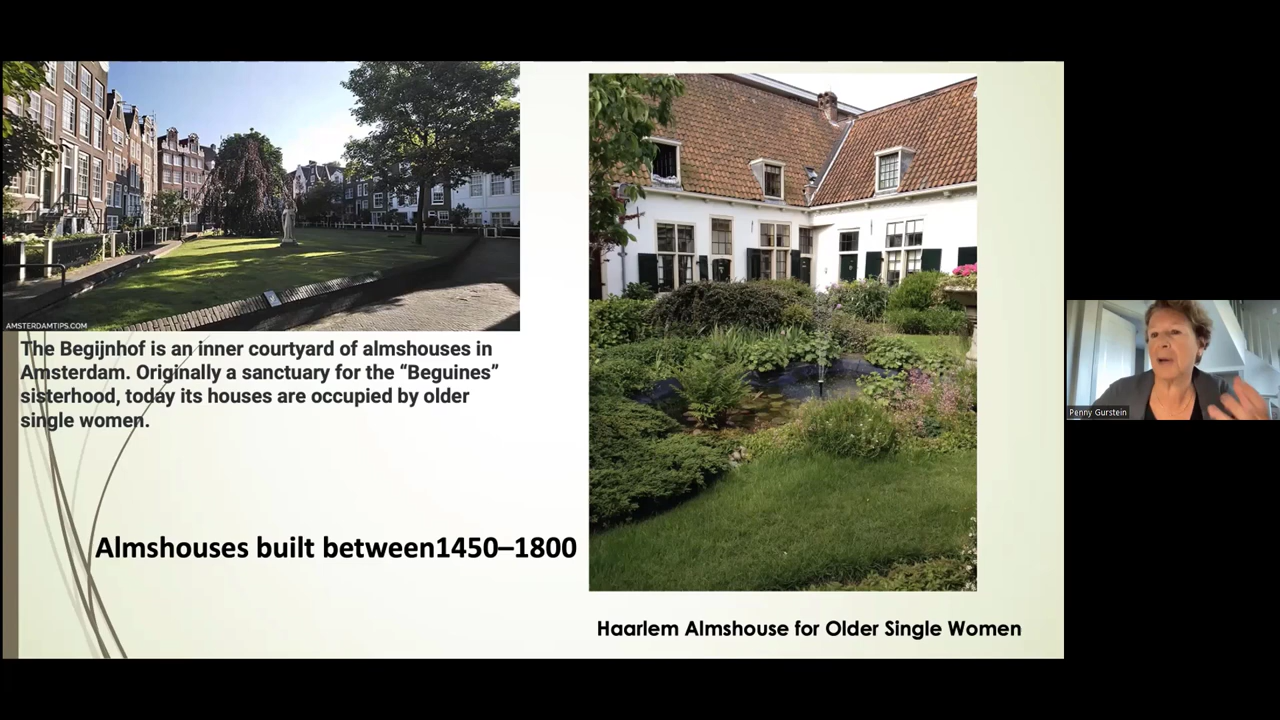 AMSTERDAMTIPS.COM
The Begijnhof is an inner courtyard of almshouses in
Amsterdam. Originally a sanctuary for the “Beguines”
sisterhood, today its houses are occupied by older
single women.
Almshouses built between1450–1800
Haarlem Almshouse for Older Single Women
Penny Gurstein